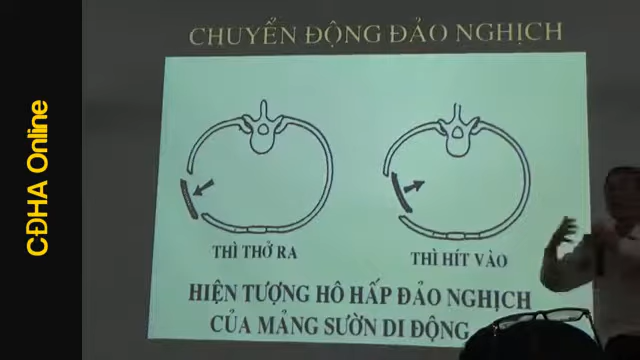 CHUYỂN ĐỘNG ĐẢO NGHỊCH
CĐHA Online
THÌ THỞ RA
THÌ HÍT VÀO
HIỆN TƯỢNG HÔ HẤP ĐẢO NGHỊCH
CỦA MẢNG SƯỜN DI ĐỘNG